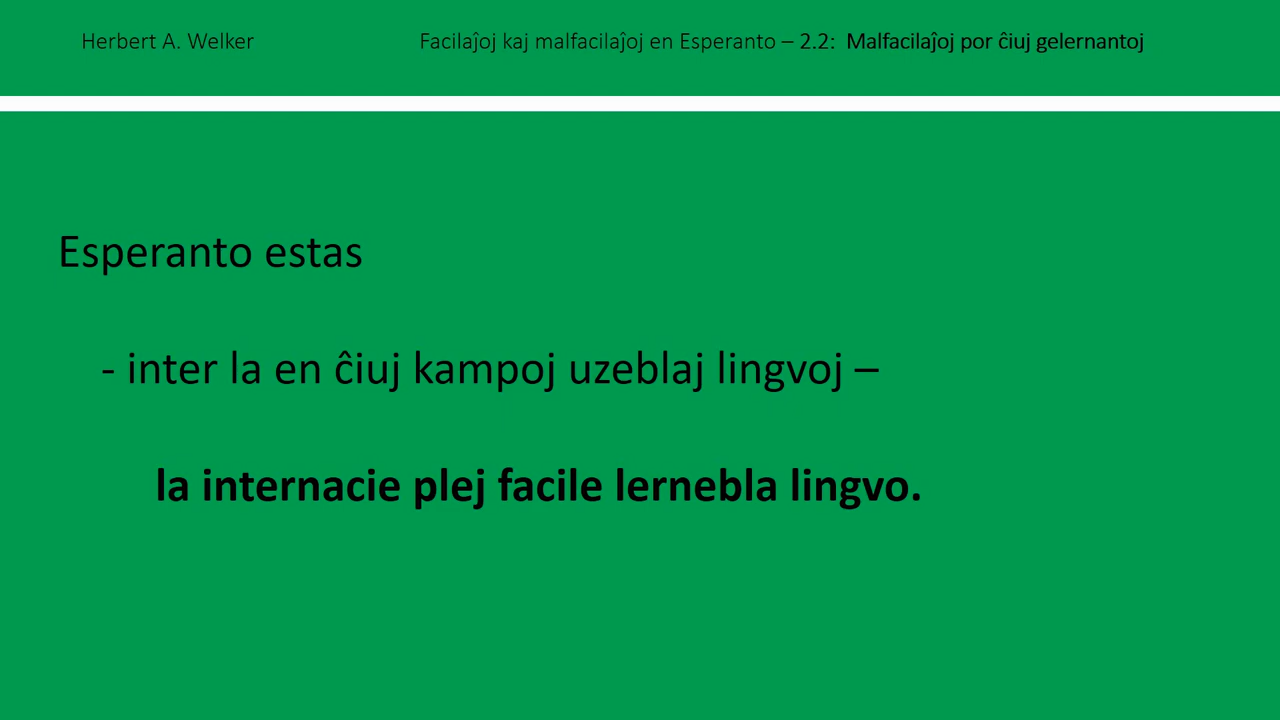 Herbert A. Welker Facilaĵoj kaj malfacilaĵoj en Esperanto – 2.2: Malfacilaĵoj por ĉiuj gelernantoj
Esperanto estas
- inter la en ĉiuj kampoj uzeblaj lingvoj –
la internacie plej facile lernebla lingvo.